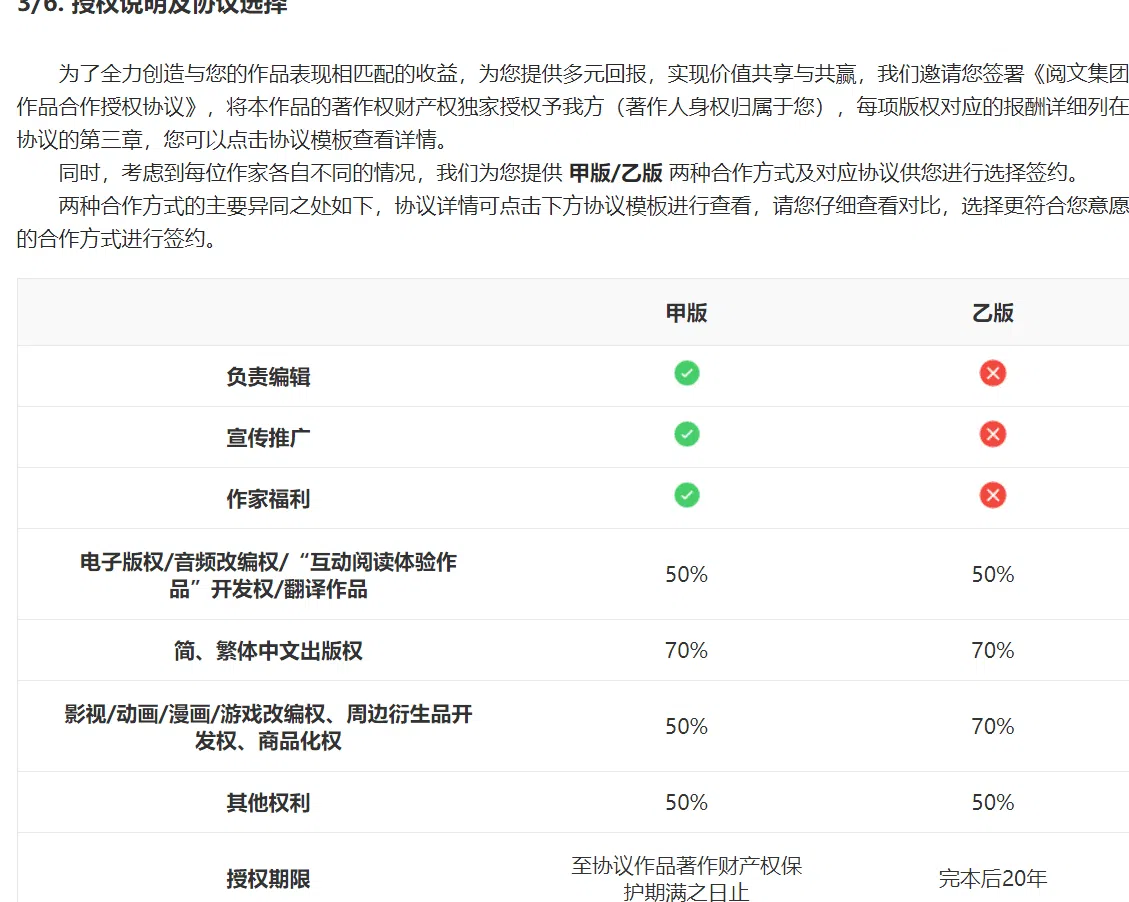 3/6. 授权说明及协议选择
为了全力创造与您的作品表现相匹配的收益，为您提供多元回报，实现价值共享与共赢，我们邀请您签署《阅文集团
作品合作授权协议》，将本作品的著作权财产权独家授权予我方（著作人身权归属于您），每项版权对应的报酬详细列在
协议的第三章，您可以点击协议模板查看详情。
同时，考虑到每位作家各自不同的情况，我们为您提供 甲版/乙版 两种合作方式及对应协议供您进行选择签约。
两种合作方式的主要异同之处如下，协议详情可点击下方协议模板进行查看，请您仔细查看对比，选择更符合您意愿
的合作方式进行签约。
甲版 乙版
负责编辑
宣传推广
作家福利
电子版权/音频改编权/“互动阅读体验作
品”开发权/翻译作品
50% 50%
简、繁体中文出版权 70% 70%
影视/动画/漫画/游戏改编权、周边衍生品开
发权、商品化权
50% 70%
其他权利 50% 50%
授权期限
至协议作品著作财产权保
护期满之日止
完本后20年